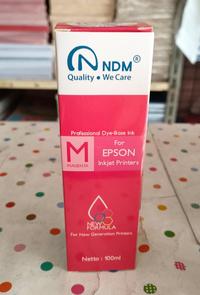 NDM®
Quality • We Care
Professional Dye-Base Ink
For
M
EPSON
MAGENTA
Inkjet Printers
NEW
FORMULA
For New Generation Printers
Netto : 100ml